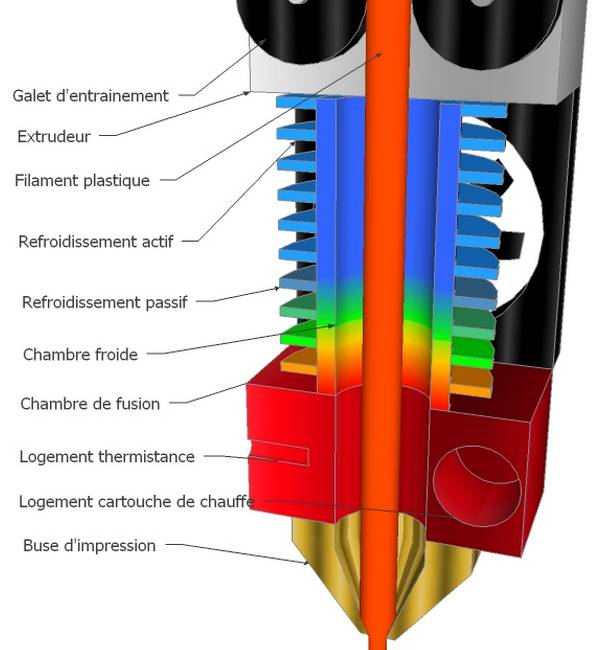 Galet d'entrainement
Extrudeur
Filament plastique
Refroidissement actif
Refroidissement passif
Chambre froide
Chambre de fusion
Logement thermistance
Logement cartouche de chauffe
Buse d'impression